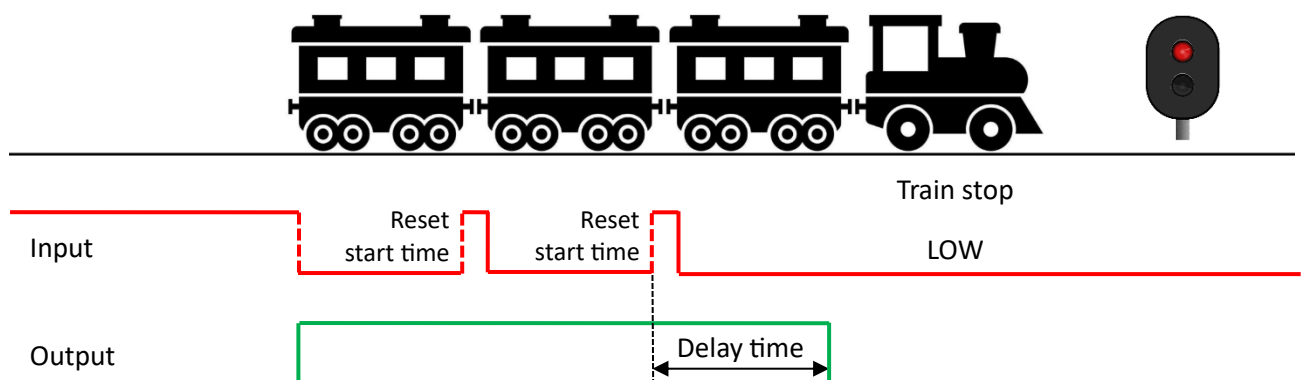 Train stop
Reset
start time
Reset
start time
Input
LOW
Output
Delay time